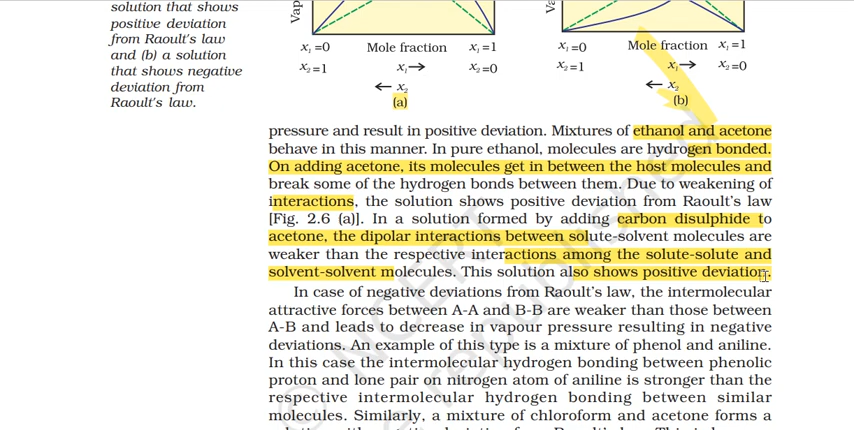 solution that shows
positive deviation
from Raoult's law
and (b) a solution
that shows negative
deviation from
Raoult's law.
Vap
x₁ =0 Mole fraction x₁ =1
x₂ =1 x₁→ x₂ =0
← x₂
(a)
Va
x₁ =0 Mole fraction x₁ =1
x₂ =1 x₁→ x₂ =0
← x₂
(b)
pressure and result in positive deviation. Mixtures of ethanol and acetone
behave in this manner. In pure ethanol, molecules are hydrogen bonded.
On adding acetone, its molecules get in between the host molecules and
break some of the hydrogen bonds between them. Due to weakening of
interactions, the solution shows positive deviation from Raoult's law
[Fig. 2.6 (a)]. In a solution formed by adding carbon disulphide to
acetone, the dipolar interactions between solute-solvent molecules are
weaker than the respective interactions among the solute-solute and
solvent-solvent molecules. This solution also shows positive deviation.
In case of negative deviations from Raoult's law, the intermolecular
attractive forces between A-A and B-B are weaker than those between
A-B and leads to decrease in vapour pressure resulting in negative
deviations. An example of this type is a mixture of phenol and aniline.
In this case the intermolecular hydrogen bonding between phenolic
proton and lone pair on nitrogen atom of aniline is stronger than the
respective intermolecular hydrogen bonding between similar
molecules. Similarly, a mixture of chloroform and acetone forms a
© NCERT
republished